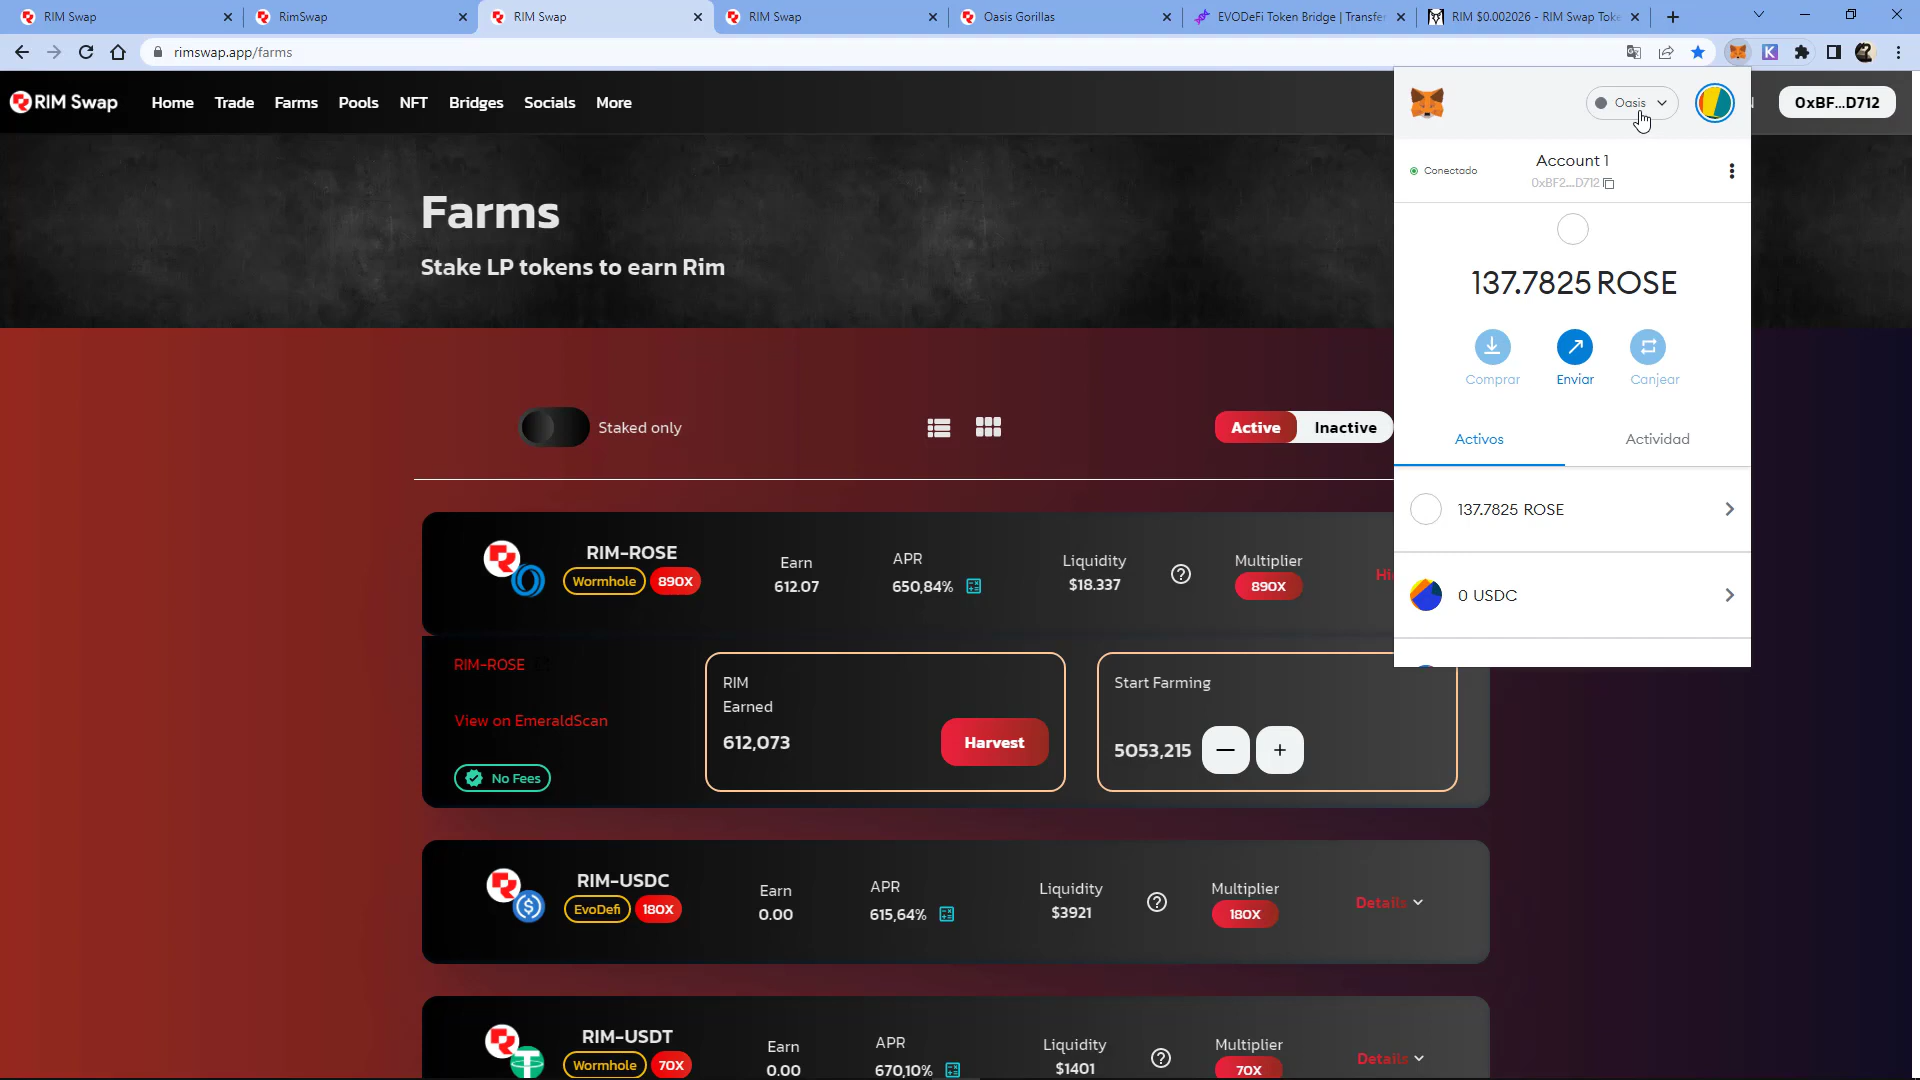 RIM Swap
RimSwap
RIM Swap
RIM Swap
Oasis Gorillas
EVODeFi Token Bridge | Transfer
RIM $0.002026 - RIM Swap Toke
rimswap.app/farms
RIM Swap
Home
Trade
Farms
Pools
NFT
Bridges
Socials
More
0xBF...D712
Oasis
Conectado
Account 1
0xBF2...D712
137.7825 ROSE
Comprar
Enviar
Canjear
Activos
Actividad
137.7825 ROSE
0 USDC
Farms
Stake LP tokens to earn Rim
Staked only
Active
Inactive
RIM-ROSE
Wormhole
890X
Earn
612.07
APR
650,84%
Liquidity
$18.337
Multiplier
890X
RIM-ROSE
View on EmeraldScan
No Fees
RIM
Earned
612,073
Harvest
Start Farming
5053,215
RIM-USDC
EvoDefi
180X
Earn
0.00
APR
615,64%
Liquidity
$3921
Multiplier
180X
Details
RIM-USDT
Wormhole
70X
Earn
0.00
APR
670,10%
Liquidity
$1401
Multiplier
70X
Details